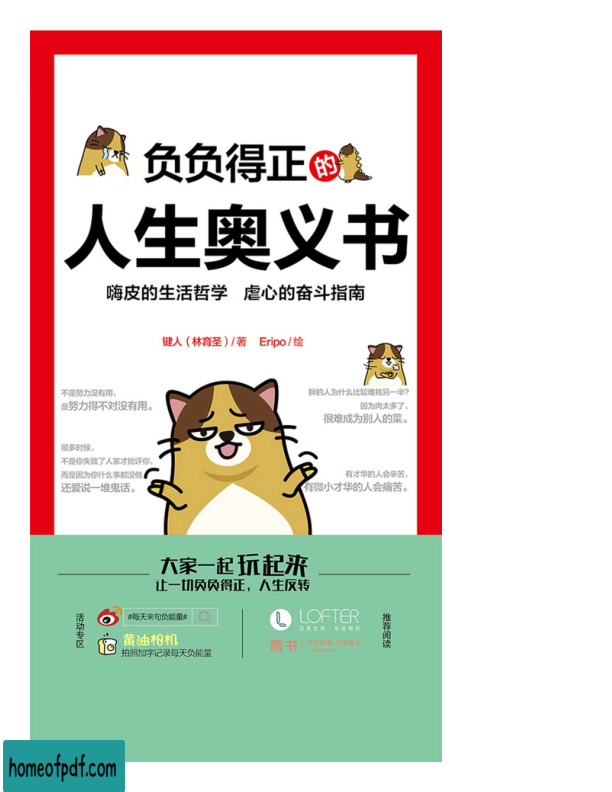 负负得正的
人生奥义书
嗨皮的生活哲学 虐心的奋斗指南
键人（林育圣）/著 Eripo/绘
不是努力没有用，
是努力得不对没有用。
胖的人为什么比较难找另一半？
因为肉太多了，
很难成为别人的菜。
很多时候，
不是你失败了人家才批评你，
而是因为你什么事都没做，
还爱说一堆鬼话。
有才华的人会辛苦，
有微小才华的人会痛苦。
大家一起玩起来
让一切负负得正，人生反转
活动专区
#每天来句负能量#
黄油相机
拍照加字记录每天负能量
LOFTER
简书
推荐阅读
homeofpdf.com